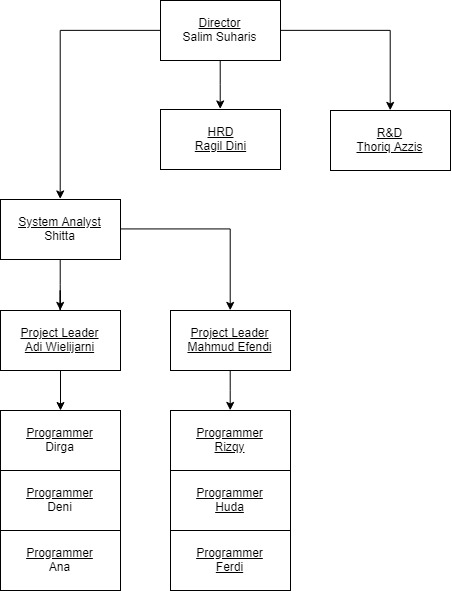 Director
Salim Suharis
HRD
Ragil Dini
R&D
Thoriq Azzis
System Analyst
Shitta
Project Leader
Adi Wielijarni
Project Leader
Mahmud Efendi
Programmer
Dirga
Programmer
Rizqy
Programmer
Deni
Programmer
Huda
Programmer
Ana
Programmer
Ferdi